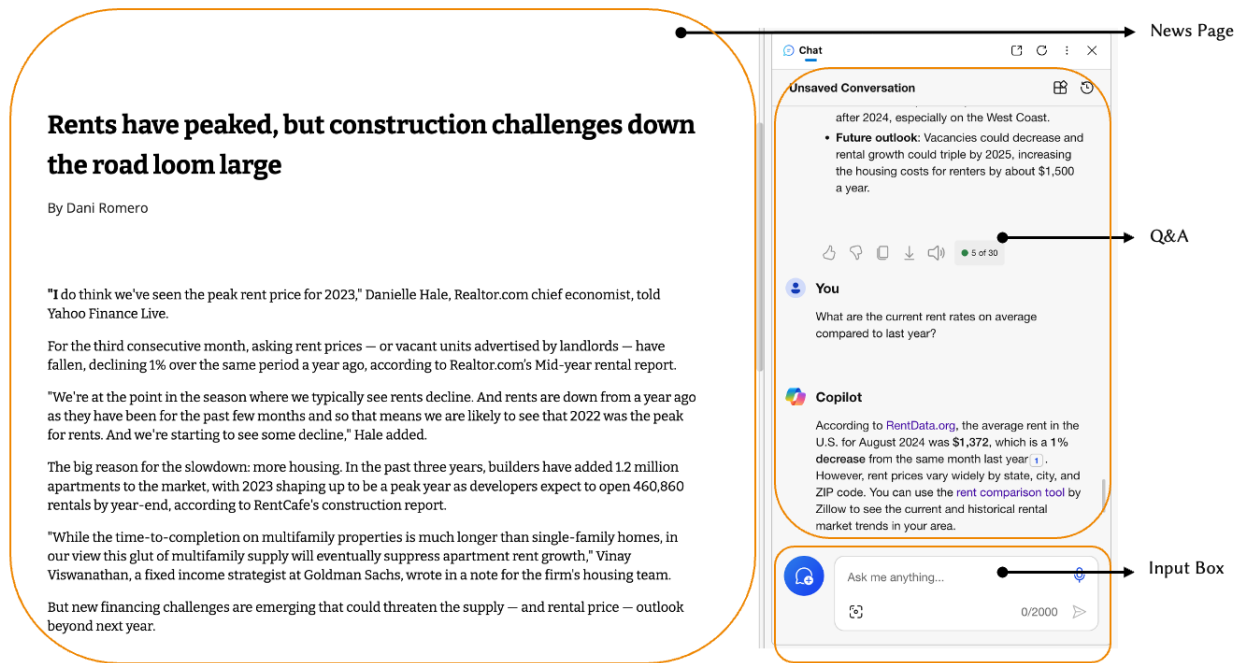 News Page
Rents have peaked, but construction challenges down
the road loom large
By Dani Romero
"I do think we've seen the peak rent price for 2023," Danielle Hale, Realtor.com chief economist, told
Yahoo Finance Live.
For the third consecutive month, asking rent prices — or vacant units advertised by landlords — have
fallen, declining 1% over the same period a year ago, according to Realtor.com's Mid-year rental report.
"We're at the point in the season where we typically see rents decline. And rents are down from a year ago
as they have been for the past few months and so that means we are likely to see that 2022 was the peak
for rents. And we're starting to see some decline," Hale added.
The big reason for the slowdown: more housing. In the past three years, builders have added 1.2 million
apartments to the market, with 2023 shaping up to be a peak year as developers expect to open 460,860
rentals by year-end, according to RentCafe's construction report.
"While the time-to-completion on multifamily properties is much longer than single-family homes, in
our view this glut of multifamily supply will eventually suppress apartment rent growth," Vinay
Viswanathan, a fixed income strategist at Goldman Sachs, wrote in a note for the firm's housing team.
But new financing challenges are emerging that could threaten the supply — and rental price — outlook
beyond next year.
Chat
Unsaved Conversation
after 2024, especially on the West Coast.
• Future outlook: Vacancies could decrease and
rental growth could triple by 2025, increasing
the housing costs for renters by about $1,500
a year.
Q&A
5 of 30
You
What are the current rent rates on average
compared to last year?
Copilot
According to RentData.org, the average rent in the
U.S. for August 2024 was $1,372, which is a 1%
decrease from the same month last year 1 .
However, rent prices vary widely by state, city, and
ZIP code. You can use the rent comparison tool by
Zillow to see the current and historical rental
market trends in your area.
Ask me anything...
Input Box
0/2000